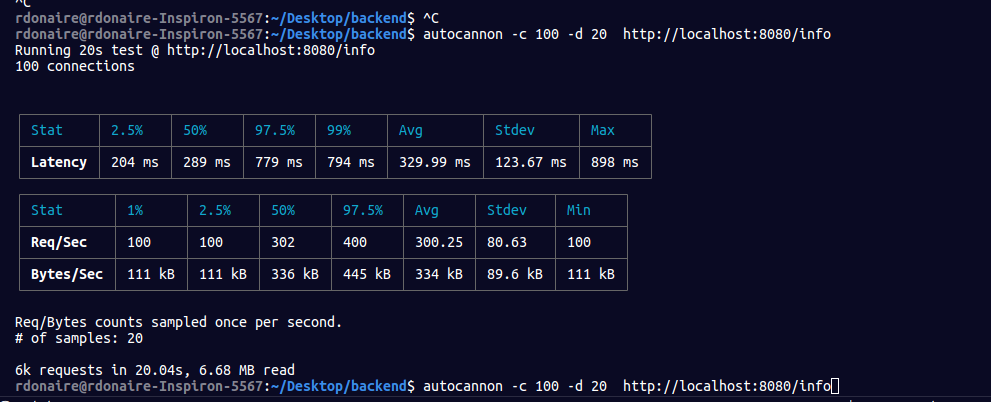 ^C
rdonaire@rdonaire-Inspiron-5567:~/Desktop/backend$ ^C
rdonaire@rdonaire-Inspiron-5567:~/Desktop/backend$ autocannon -c 100 -d 20  http://localhost:8080/info
Running 20s test @ http://localhost:8080/info
100 connections
Stat 2.5% 50% 97.5% 99% Avg Stdev Max
Latency 204 ms 289 ms 779 ms 794 ms 329.99 ms 123.67 ms 898 ms
Stat 1% 2.5% 50% 97.5% Avg Stdev Min
Req/Sec 100 100 302 400 300.25 80.63 100
Bytes/Sec 111 kB 111 kB 336 kB 445 kB 334 kB 89.6 kB 111 kB
Req/Bytes counts sampled once per second.
# of samples: 20
6k requests in 20.04s, 6.68 MB read
rdonaire@rdonaire-Inspiron-5567:~/Desktop/backend$ autocannon -c 100 -d 20  http://localhost:8080/info